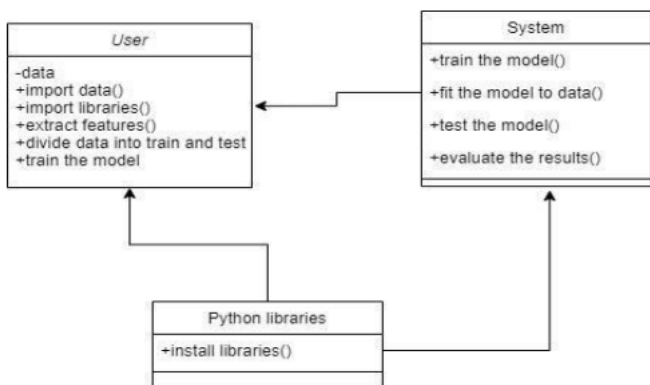 User
-data
+import data()
+import libraries()
+extract features()
+divide data into train and test
+train the model
System
+train the model()
+fit the model to data()
+test the model()
+evaluate the results()
Python libraries
+install libraries()